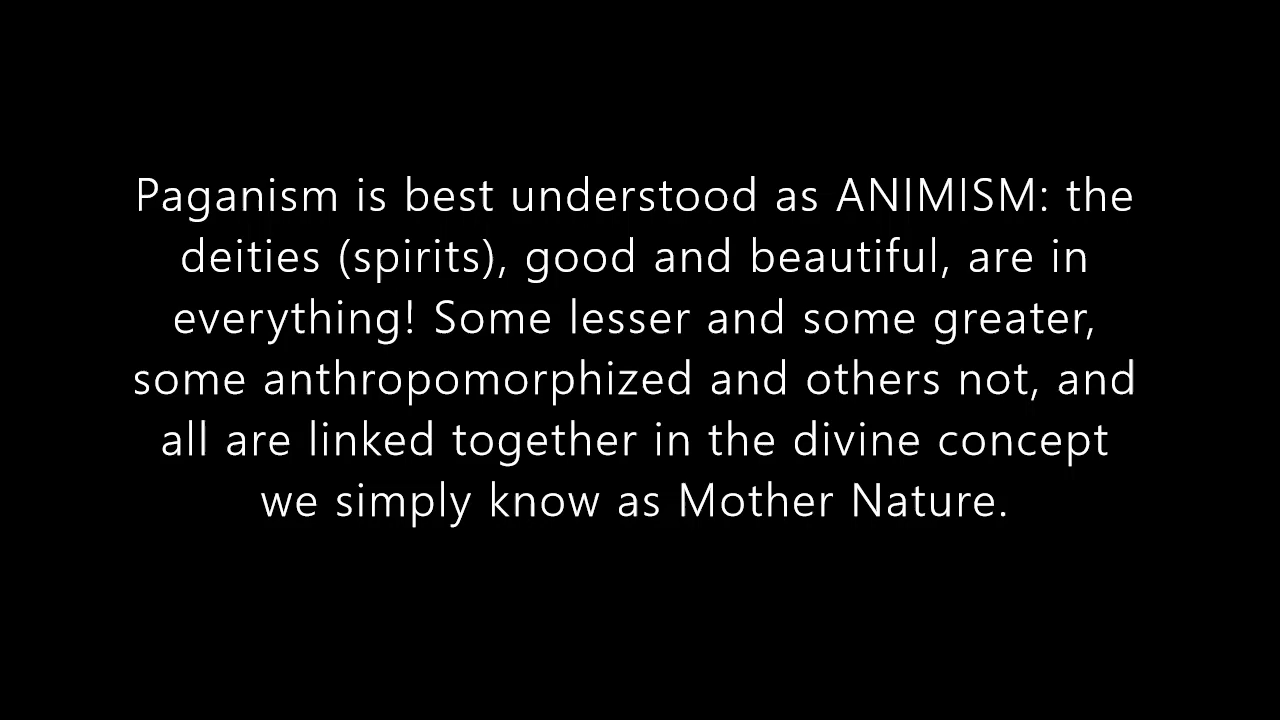 Paganism is best understood as ANIMISM: the
deities (spirits), good and beautiful, are in
everything! Some lesser and some greater,
some anthropomorphized and others not, and
all are linked together in the divine concept
we simply know as Mother Nature.